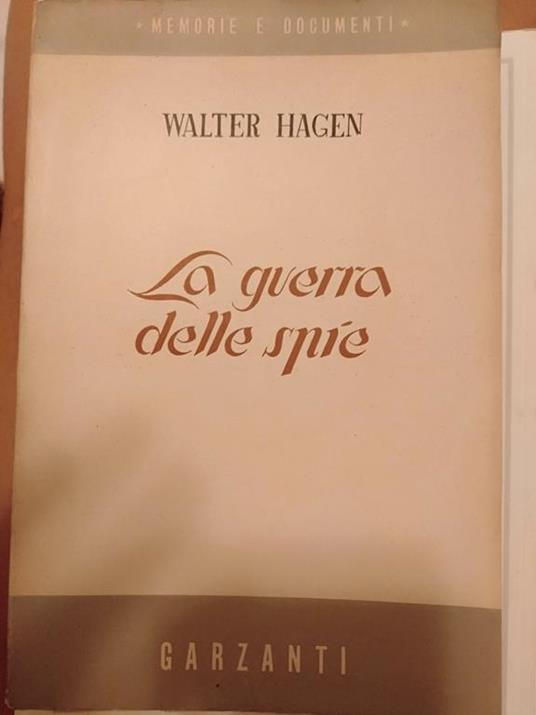 * MEMORIE E DOCUMENTI *
WALTER HAGEN
La guerra
delle spie
GARZANTI